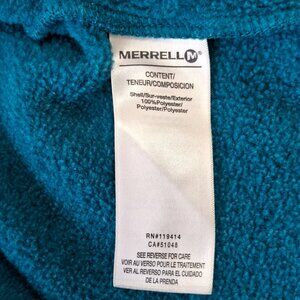 MERRELL M
CONTENT/
TENEUR/COMPOSICION
Shell/Sur-veste/Exterior
100%Polyester/
Polyester/Polyester
RN#119414
CA#51048
SEE REVERSE FOR CARE
VOIR AU VERSO POUR LE TRAITEMENT
VER AL REVERSO PARA EL CUIDADO
DE LA PRENDA